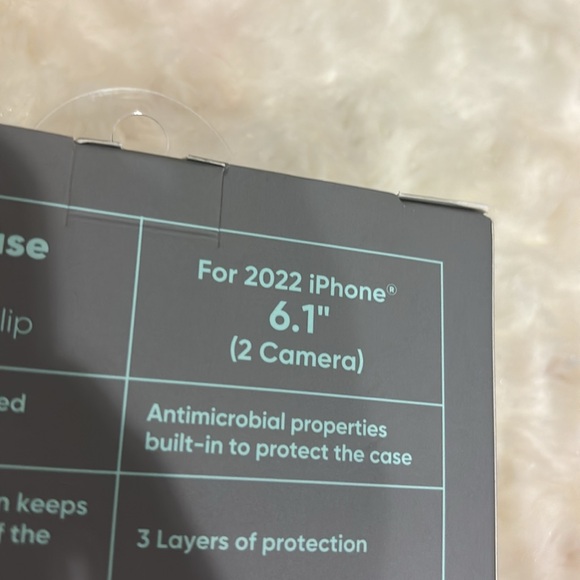 For 2022 iPhone®
6.1"
(2 Camera)
lip
ed
Antimicrobial properties
built-in to protect the case
n keeps
f the
3 Layers of protection